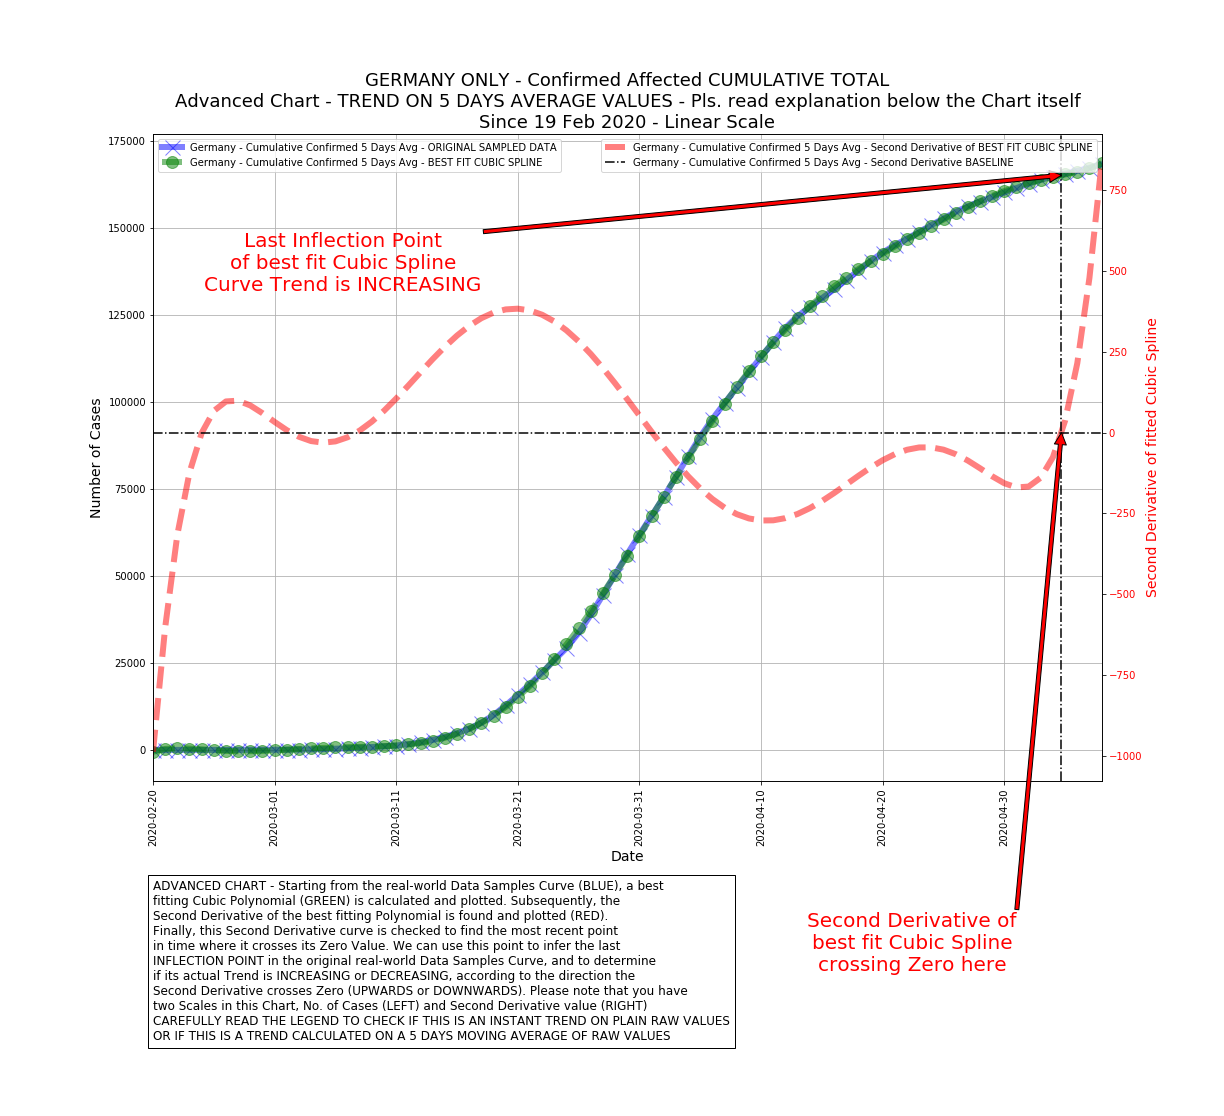 GERMANY ONLY - Confirmed Affected CUMULATIVE TOTAL
Advanced Chart - TREND ON 5 DAYS AVERAGE VALUES - Pls. read explanation below the Chart itself
Since 19 Feb 2020 - Linear Scale
Germany - Cumulative Confirmed 5 Days Avg - ORIGINAL SAMPLED DATA
Germany - Cumulative Confirmed 5 Days Avg - BEST FIT CUBIC SPLINE
Germany - Cumulative Confirmed 5 Days Avg - Second Derivative of BEST FIT CUBIC SPLINE
Germany - Cumulative Confirmed 5 Days Avg - Second Derivative BASELINE
Last Inflection Point
of best fit Cubic Spline
Curve Trend is INCREASING
Number of Cases
175000
150000
125000
100000
75000
50000
25000
0
750
500
250
0
−250
−500
−750
−1000
Second Derivative of fitted Cubic Spline
2020-02-20
2020-03-01
2020-03-11
2020-03-21
2020-03-31
2020-04-10
2020-04-20
2020-04-30
Date
ADVANCED CHART - Starting from the real-world Data Samples Curve (BLUE), a best
fitting Cubic Polynomial (GREEN) is calculated and plotted. Subsequently, the
Second Derivative of the best fitting Polynomial is found and plotted (RED).
Finally, this Second Derivative curve is checked to find the most recent point
in time where it crosses its Zero Value. We can use this point to infer the last
INFLECTION POINT in the original real-world Data Samples Curve, and to determine
if its actual Trend is INCREASING or DECREASING, according to the direction the
Second Derivative crosses Zero (UPWARDS or DOWNWARDS). Please note that you have
two Scales in this Chart, No. of Cases (LEFT) and Second Derivative value (RIGHT)
CAREFULLY READ THE LEGEND TO CHECK IF THIS IS AN INSTANT TREND ON PLAIN RAW VALUES
OR IF THIS IS A TREND CALCULATED ON A 5 DAYS MOVING AVERAGE OF RAW VALUES
Second Derivative of
best fit Cubic Spline
crossing Zero here